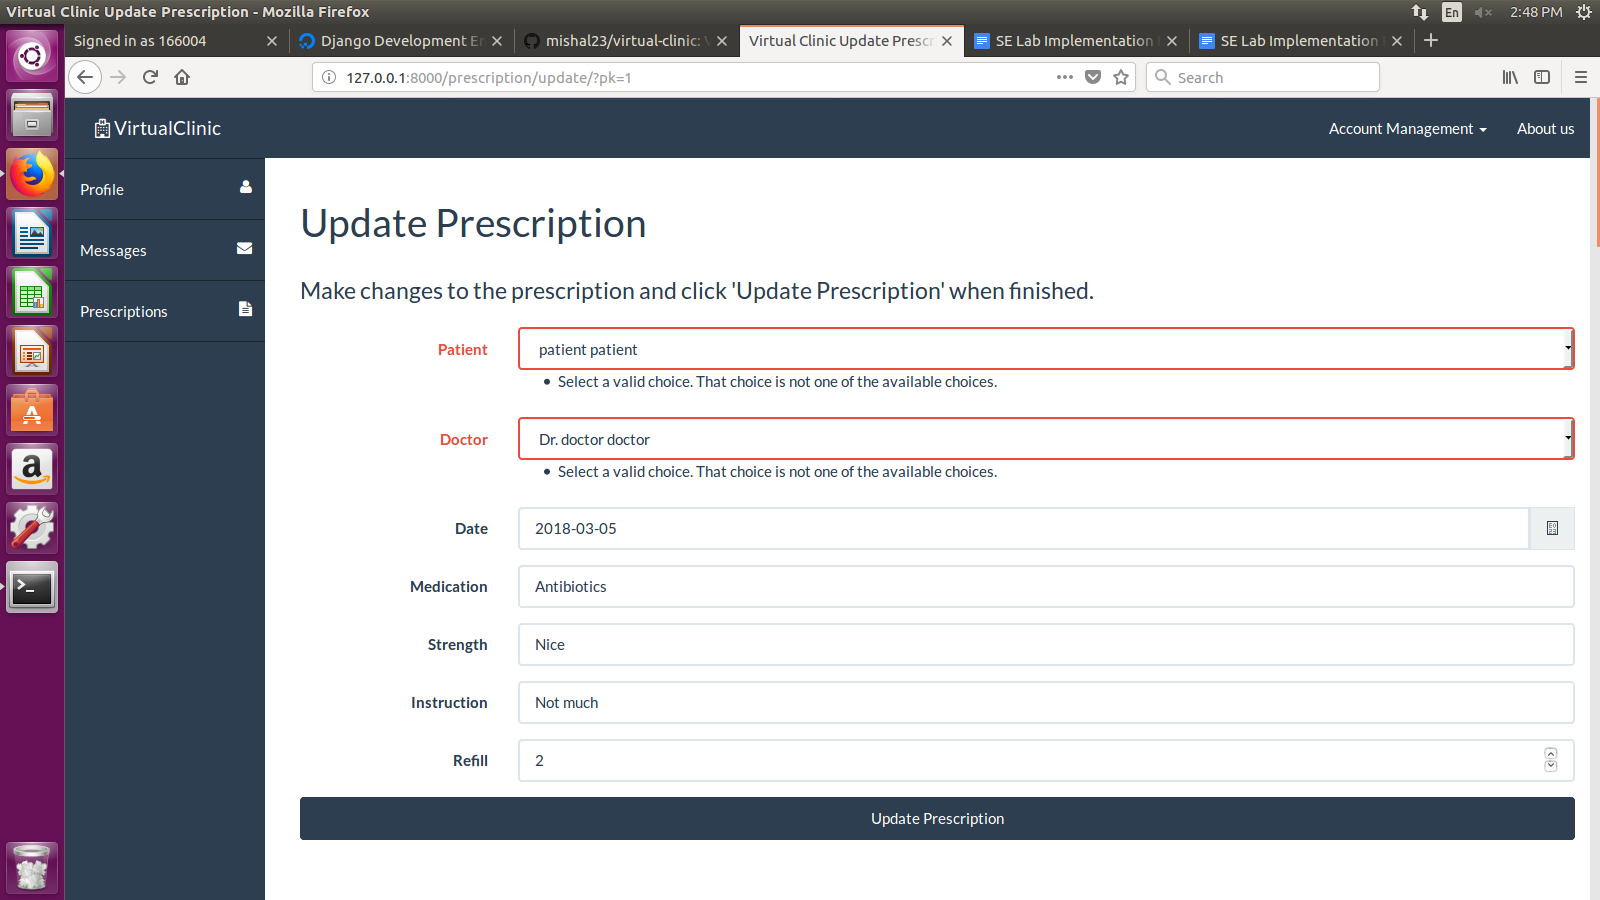 Virtual Clinic Update Prescription - Mozilla Firefox
En
2:48 PM
Signed in as 166004
Django Development
mishal23/virtual-clinic:
Virtual Clinic Update Prescr
SE Lab Implementation
SE Lab Implementation
127.0.0.1:8000/prescription/update/?pk=1
Search
VirtualClinic
Account Management
About us
Profile
Messages
Prescriptions
Update Prescription
Make changes to the prescription and click 'Update Prescription' when finished.
Patient
patient patient
• Select a valid choice. That choice is not one of the available choices.
Doctor
Dr. doctor doctor
• Select a valid choice. That choice is not one of the available choices.
Date
2018-03-05
Medication
Antibiotics
Strength
Nice
Instruction
Not much
Refill
2
Update Prescription